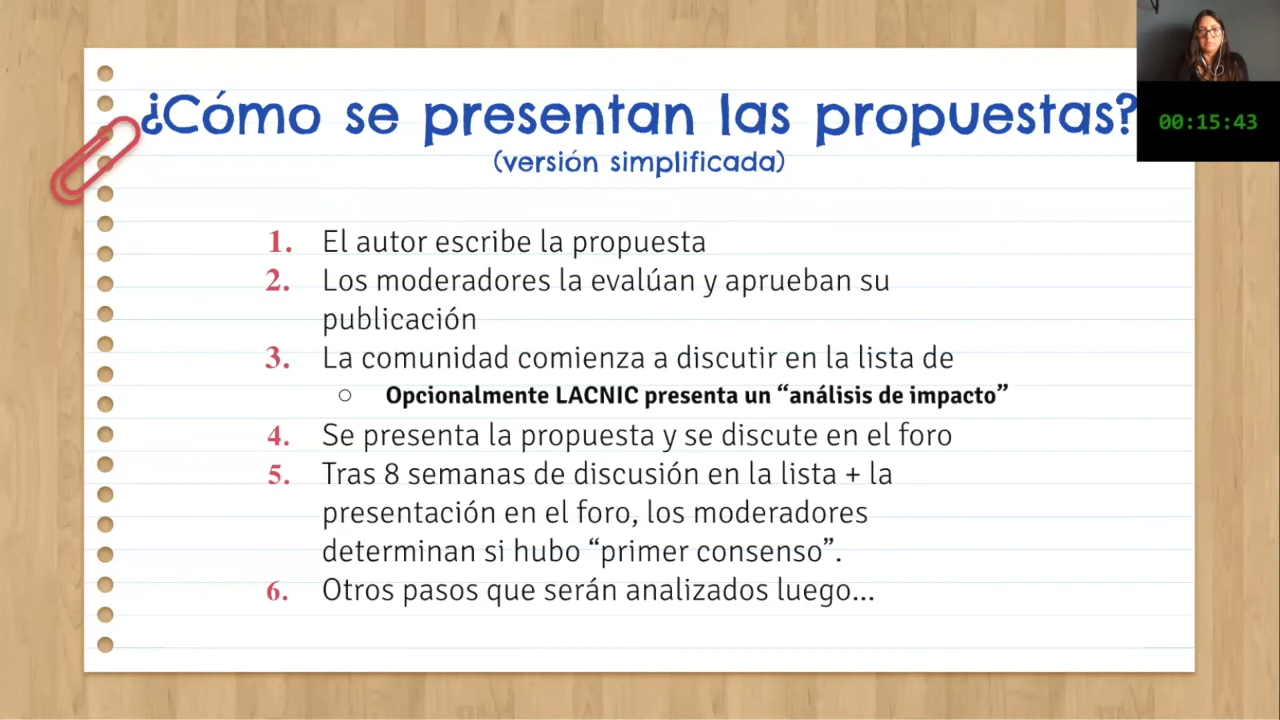 ¿Cómo se presentan las propuestas?
(versión simplificada)
00:15:43
1. El autor escribe la propuesta
2. Los moderadores la evalúan y aprueban su
publicación
3. La comunidad comienza a discutir en la lista de
○ Opcionalmente LACNIC presenta un “análisis de impacto”
4. Se presenta la propuesta y se discute en el foro
5. Tras 8 semanas de discusión en la lista + la
presentación en el foro, los moderadores
determinan si hubo “primer consenso”.
6. Otros pasos que serán analizados luego...